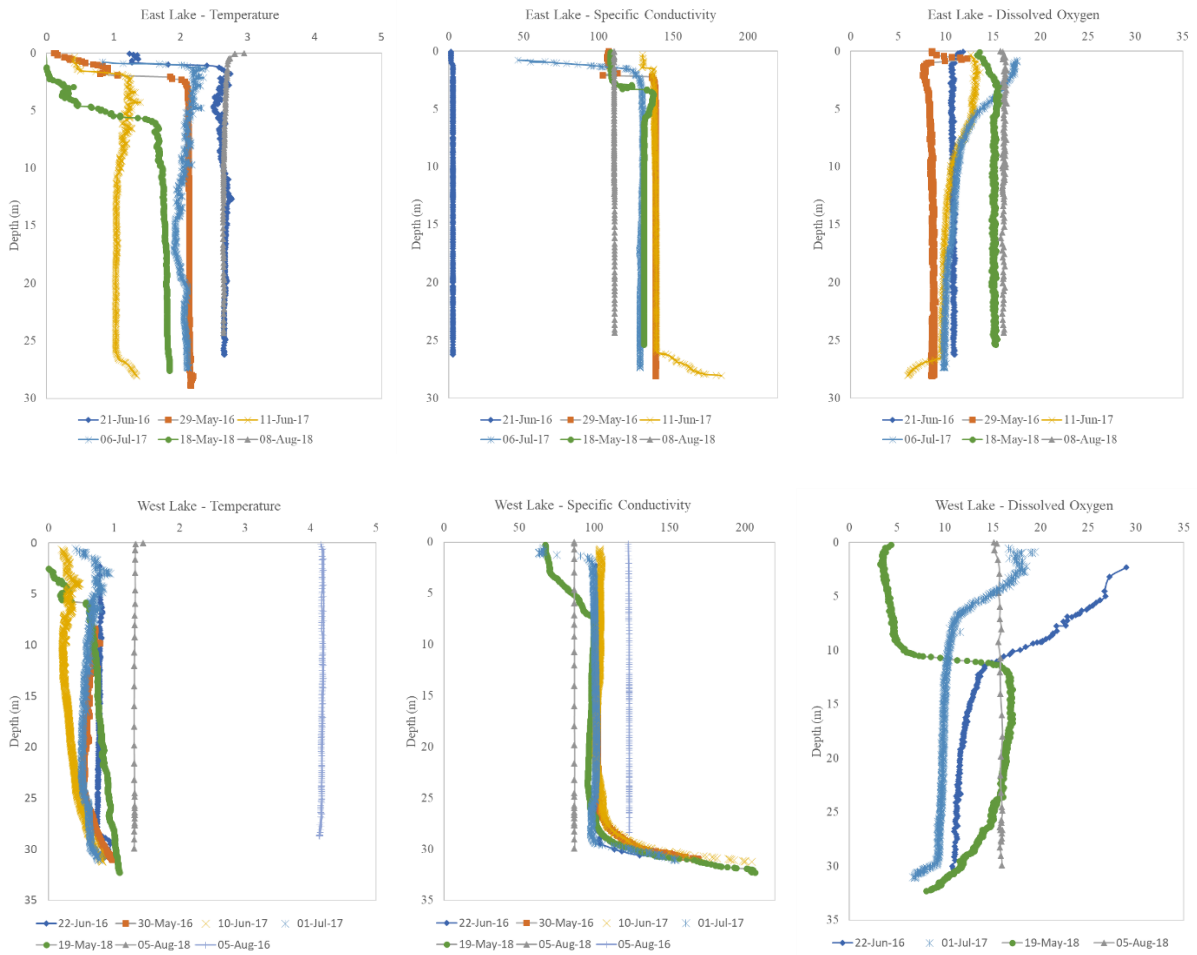 East Lake - Temperature
0 1 2 3 4 5
0
5
10
15
20
25
30
Depth (m)
21-Jun-16 29-May-16 11-Jun-17
06-Jul-17 18-May-18 08-Aug-18
East Lake - Specific Conductivity
0 50 100 150 200
0
5
10
15
20
25
30
Depth (m)
21-Jun-16 29-May-16 11-Jun-17
06-Jul-17 18-May-18 08-Aug-18
East Lake - Dissolved Oxygen
0 5 10 15 20 25 30 35
0
5
10
15
20
25
30
Depth (m)
21-Jun-16 29-May-16 11-Jun-17
06-Jul-17 18-May-18 08-Aug-18
West Lake - Temperature
0 1 2 3 4 5
0
5
10
15
20
25
30
35
Depth (m)
22-Jun-16 30-May-16 10-Jun-17 01-Jul-17
19-May-18 05-Aug-18 05-Aug-16
West Lake - Specific Conductivity
0 50 100 150 200
0
5
10
15
20
25
30
35
Depth (m)
22-Jun-16 30-May-16 10-Jun-17 01-Jul-17
19-May-18 05-Aug-18 05-Aug-16
West Lake - Dissolved Oxygen
0 5 10 15 20 25 30 35
0
5
10
15
20
25
30
35
Depth (m)
22-Jun-16 01-Jul-17 19-May-18 05-Aug-18